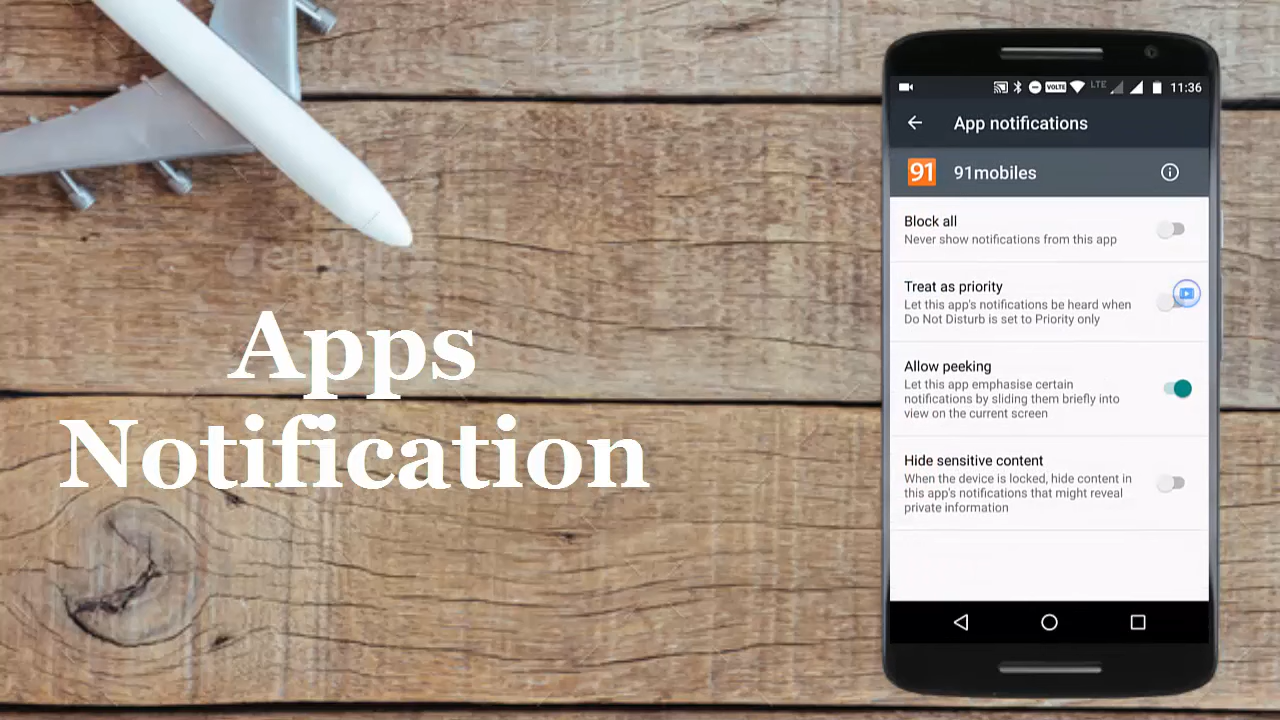 Apps
Notification
LTE
VOLTE
11:36
App notifications
91
91mobiles
Block all
Never show notifications from this app
Treat as priority
Let this app's notifications be heard when
Do Not Disturb is set to Priority only
Allow peeking
Let this app emphasise certain
notifications by sliding them briefly into
view on the current screen
Hide sensitive content
When the device is locked, hide content in
this app's notifications that might reveal
private information